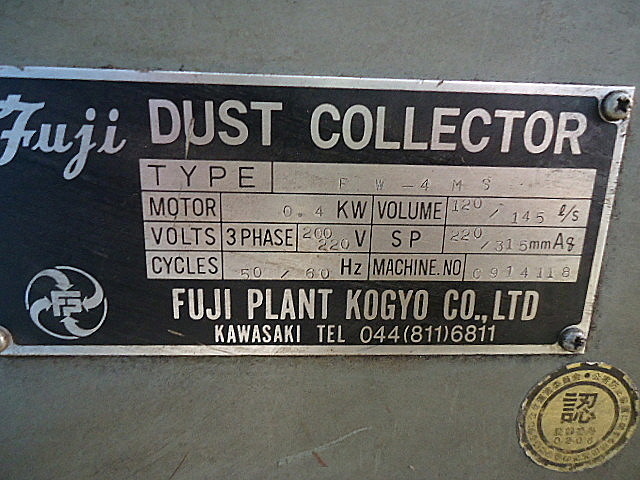 Fuji DUST COLLECTOR
TYPE FW-4MS
MOTOR 0.4 KW VOLUME 120/145 ℓ/s
VOLTS 3 PHASE 200/220 V SP 220/315 mmAq
CYCLES 50/60 Hz MACHINE.NO 0914118
FUJI PLANT KOGYO CO.,LTD
KAWASAKI TEL 044(811)6811
認